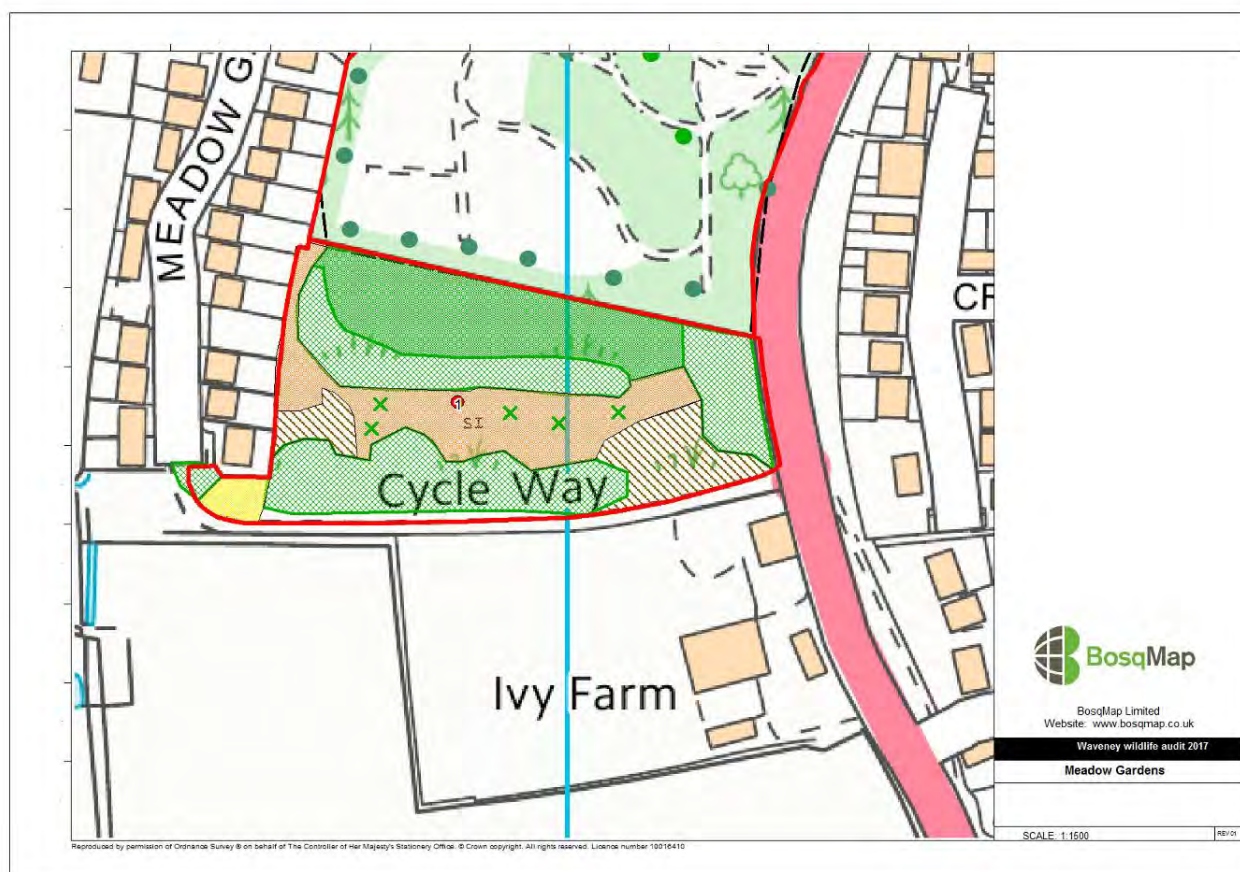 MEADOW G
CF
1
SI
Cycle Way
Ivy Farm
BosqMap
BosqMap Limited
Website: www.bosqmap.co.uk
Waveney wildlife audit 2017
Meadow Gardens
SCALE 1:1500
REV 01
Reproduced by permission of Ordnance Survey ® on behalf of The Controller of Her Majesty's Stationery Office. © Crown copyright. All rights reserved. Licence number 10016410